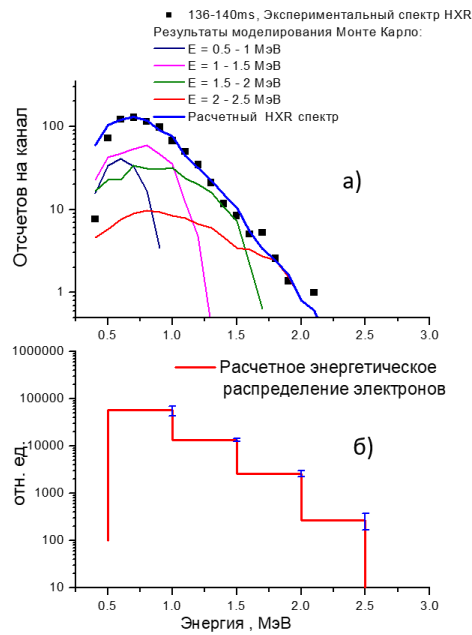 136-140ms, Экспериментальный спектр HXR
Результаты моделирования Монте Карло:
E = 0.5 - 1 МэВ
E = 1 - 1.5 МэВ
E = 1.5 - 2 МэВ
E = 2 - 2.5 МэВ
Расчетный HXR спектр
а)
Отсчетов на канал
100
10
1
0.5 1.0 1.5 2.0 2.5 3.0
Расчетное энергетическое
распределение электронов
б)
отн. ед.
1000000
100000
10000
1000
100
10
0.5 1.0 1.5 2.0 2.5 3.0
Энергия , МэВ